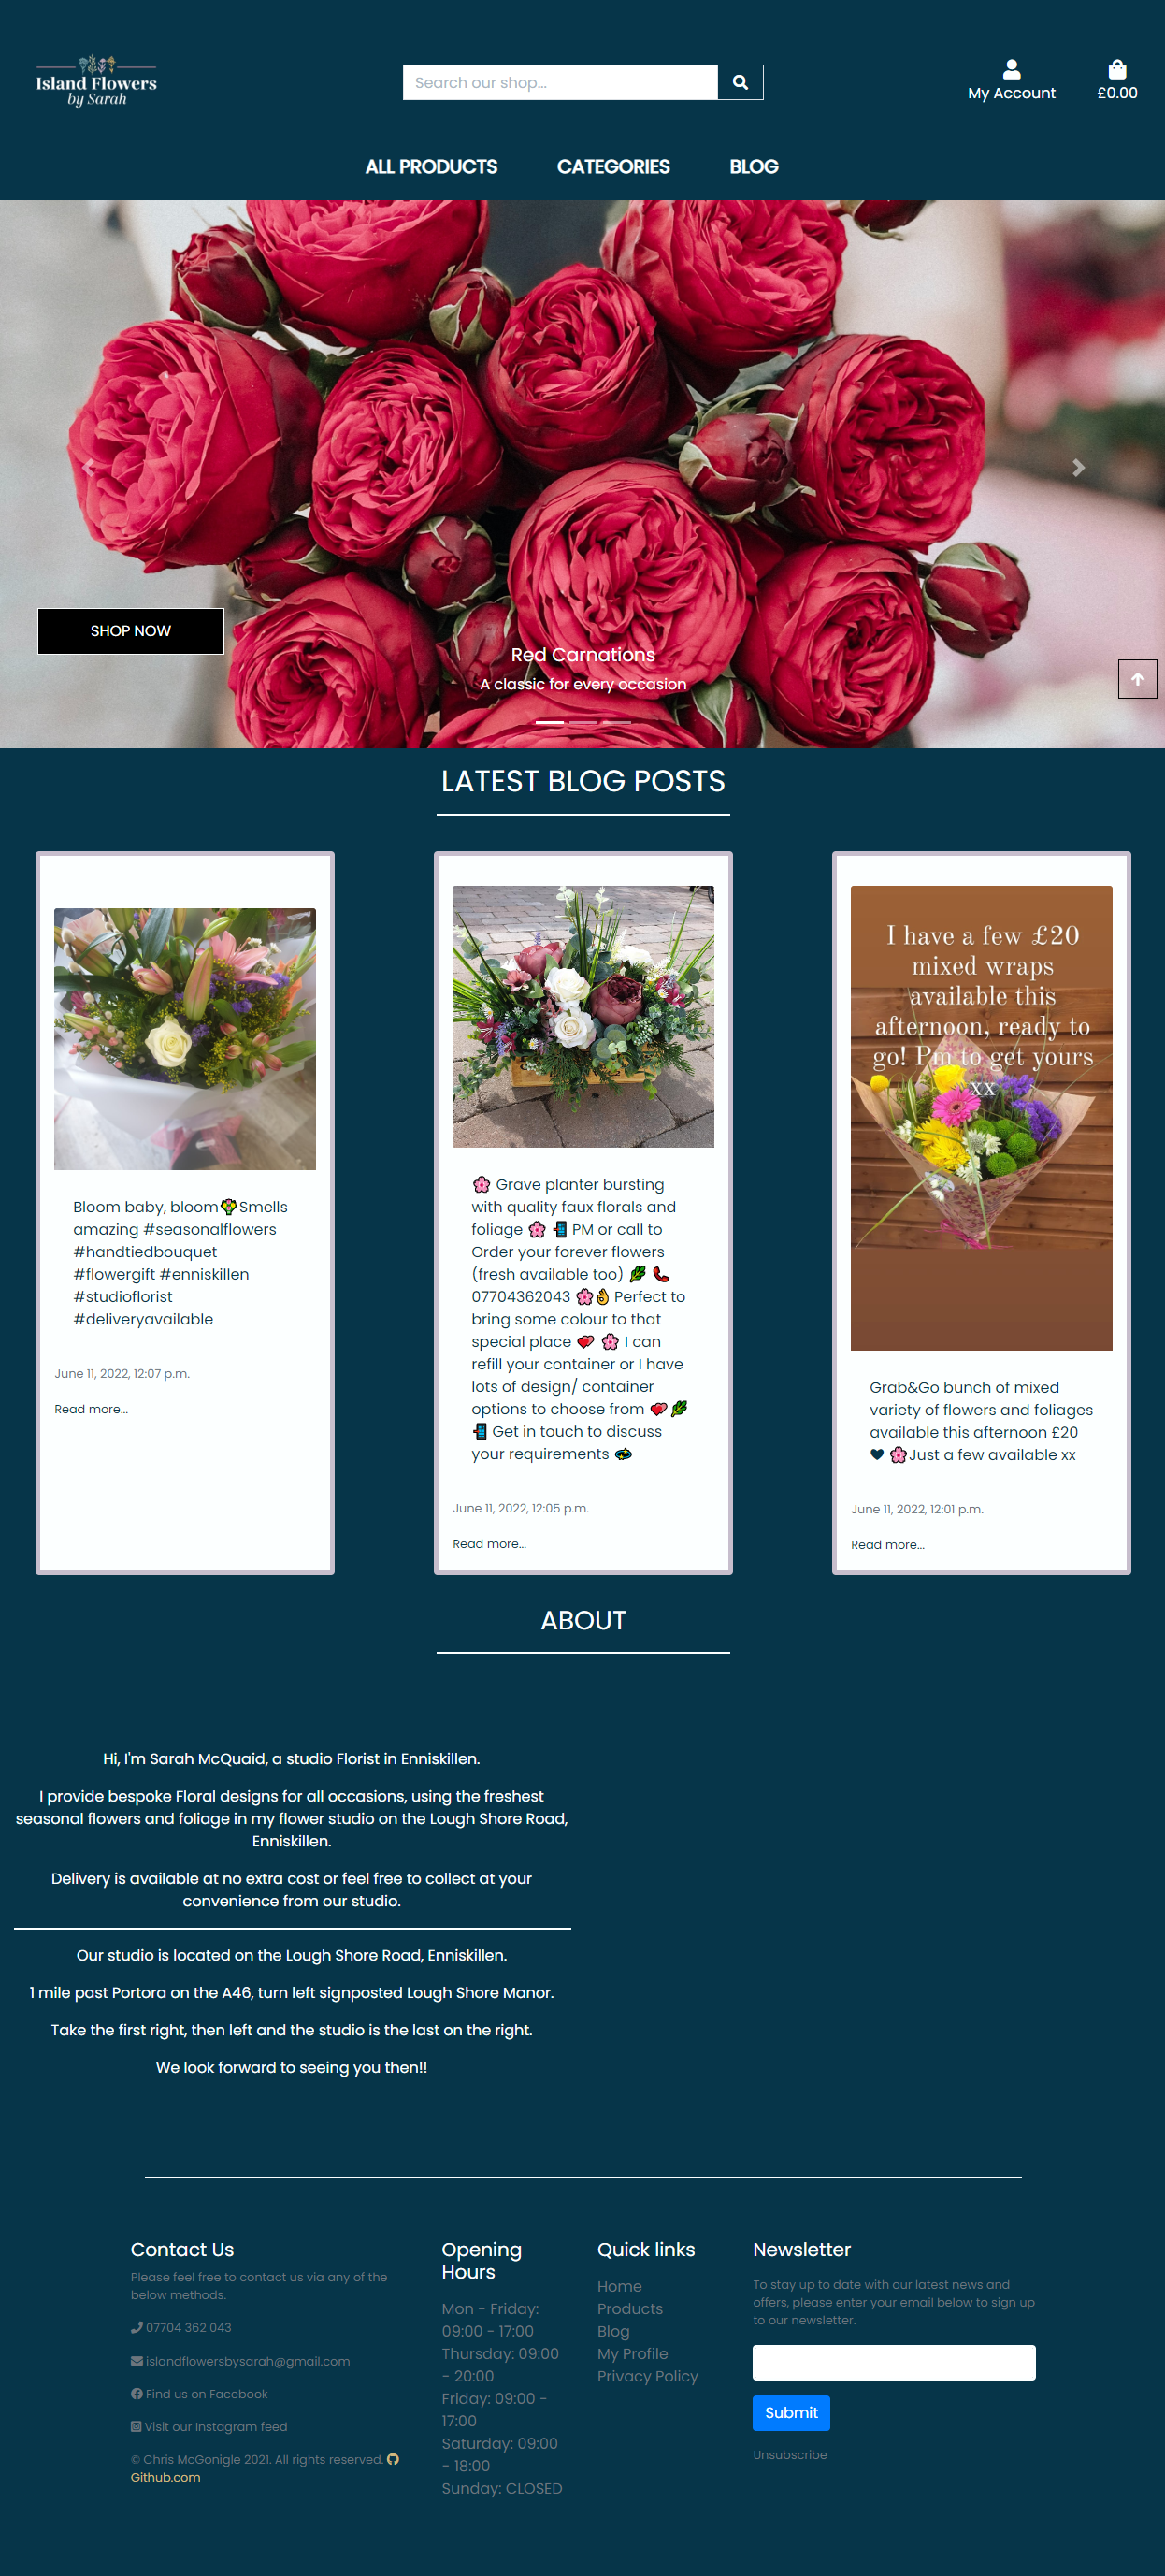 Island Flowers
by Sarah
Search our shop...
My Account
£0.00
ALL PRODUCTS
CATEGORIES
BLOG
SHOP NOW
Red Carnations
A classic for every occasion
LATEST BLOG POSTS
Bloom baby, bloom💐Smells
amazing #seasonalflowers
#handtiedbouquet
#flowergift #enniskillen
#studioflorist
#deliveryavailable
June 11, 2022, 12:07 p.m.
Read more...
🌸 Grave planter bursting
with quality faux florals and
foliage 🌸 📲 PM or call to
Order your forever flowers
(fresh available too) 🌿 📞
07704362043 🌸👌 Perfect to
bring some colour to that
special place 💕 🌸 I can
refill your container or I have
lots of design/ container
options to choose from 💕🌿
📲 Get in touch to discuss
your requirements 💫
June 11, 2022, 12:05 p.m.
Read more...
I have a few £20
mixed wraps
available this
afternoon, ready to
go! Pm to get yours
xx
Grab&Go bunch of mixed
variety of flowers and foliages
available this afternoon £20
♥ 🌸Just a few available xx
June 11, 2022, 12:01 p.m.
Read more...
ABOUT
Hi, I'm Sarah McQuaid, a studio Florist in Enniskillen.
I provide bespoke Floral designs for all occasions, using the freshest
seasonal flowers and foliage in my flower studio on the Lough Shore Road,
Enniskillen.
Delivery is available at no extra cost or feel free to collect at your
convenience from our studio.
Our studio is located on the Lough Shore Road, Enniskillen.
1 mile past Portora on the A46, turn left signposted Lough Shore Manor.
Take the first right, then left and the studio is the last on the right.
We look forward to seeing you then!!
Contact Us
Please feel free to contact us via any of the
below methods.
07704 362 043
islandflowersbysarah@gmail.com
Find us on Facebook
Visit our Instagram feed
© Chris McGonigle 2021. All rights reserved.
Github.com
Opening
Hours
Mon - Friday:
09:00 - 17:00
Thursday: 09:00
- 20:00
Friday: 09:00 -
17:00
Saturday: 09:00
- 18:00
Sunday: CLOSED
Quick links
Home
Products
Blog
My Profile
Privacy Policy
Newsletter
To stay up to date with our latest news and
offers, please enter your email below to sign up
to our newsletter.
Submit
Unsubscribe